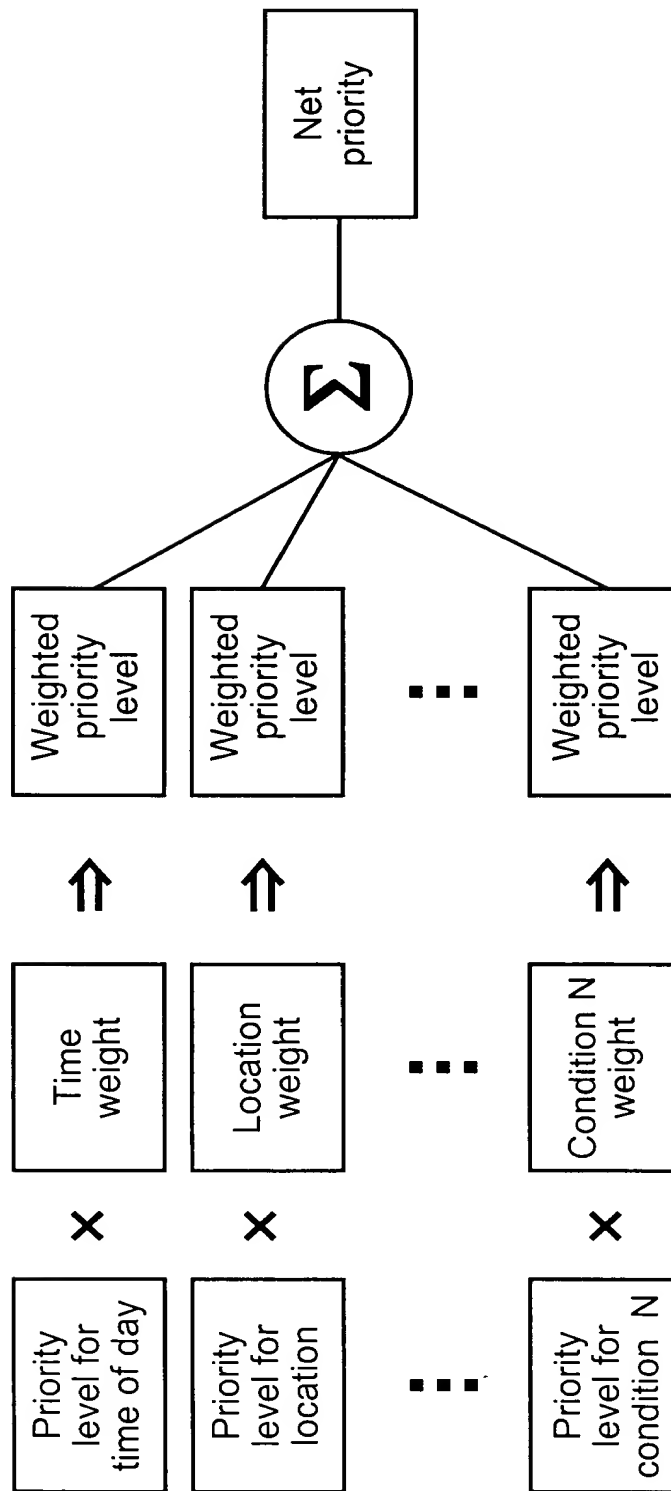 Priority
level for
time of day
×
Time
weight
⇒
Weighted
priority
level
Priority
level for
location
×
Location
weight
⇒
Weighted
priority
level
Priority
level for
condition N
×
Condition N
weight
⇒
Weighted
priority
level
Σ
Net
priority